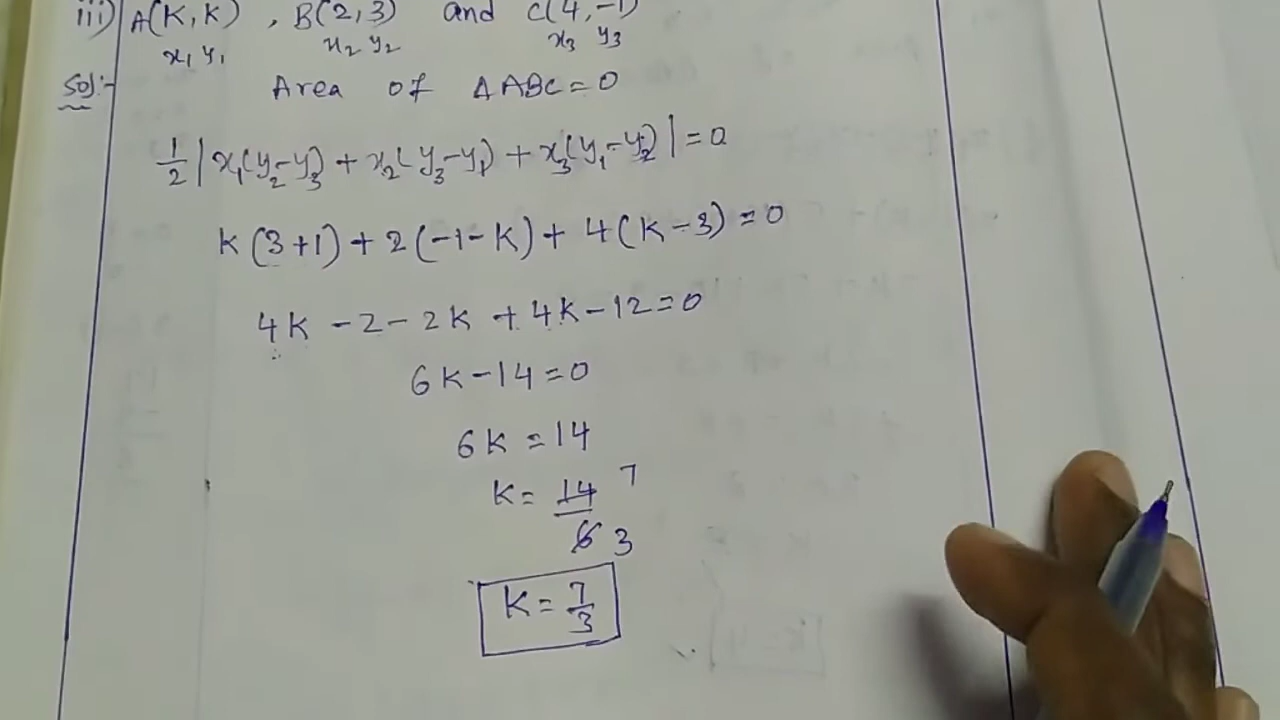 iii) A(K, K) , B(2, 3) and C(4, -1)
x₁ y₁ x₂ y₂ x₃ y₃
Sol:- Area of ΔABC = 0
1/2 | x₁(y₂-y₃) + x₂(y₃-y₁) + x₃(y₁-y₂) | = 0
K(3+1) + 2(-1-K) + 4(K-3) = 0
4K - 2 - 2K + 4K - 12 = 0
6K - 14 = 0
6K = 14
K = 14/6 7
3
K = 7/3